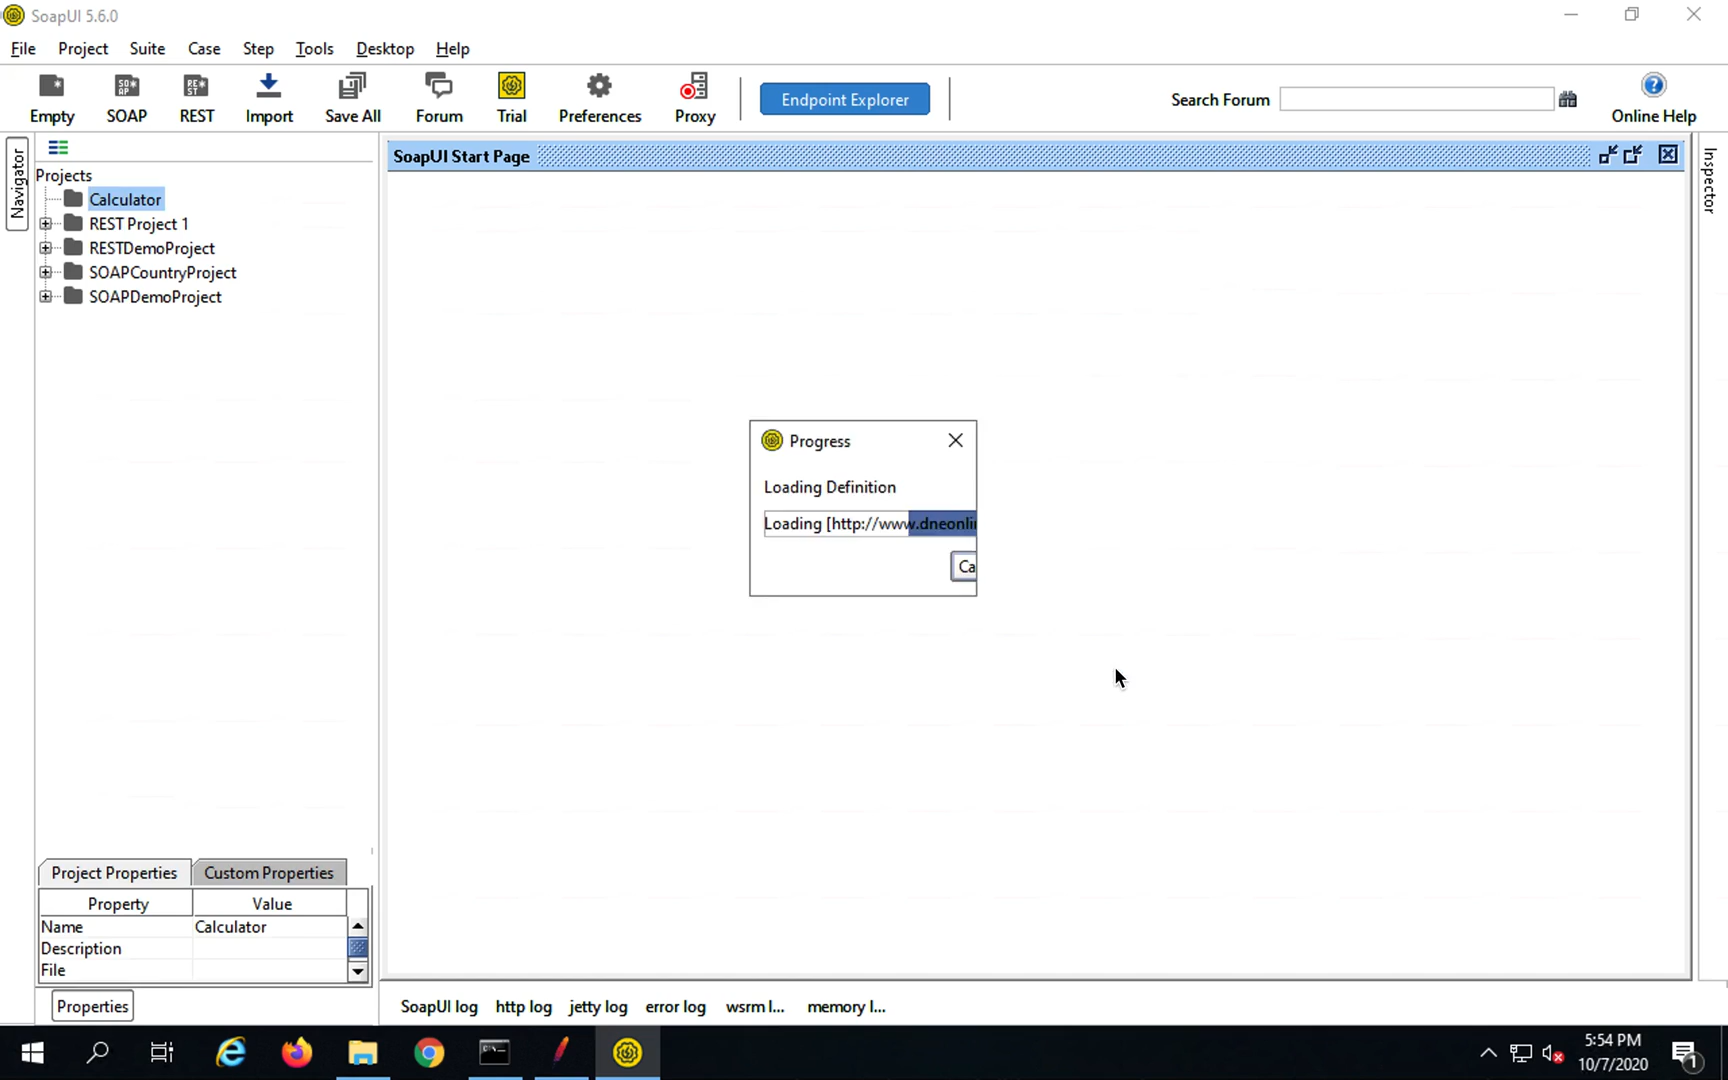 SoapUI 5.6.0
File Project Suite Case Step Tools Desktop Help
Empty SOAP REST Import Save All Forum Trial Preferences Proxy Endpoint Explorer Search Forum Online Help
Navigator
SoapUI Start Page
Inspector
Projects
Calculator
REST Project 1
RESTDemoProject
SOAPCountryProject
SOAPDemoProject
Progress
Loading Definition
Loading [http://www.dneonli
Ca
Project Properties Custom Properties
Property Value
Name Calculator
Description
File
Properties
SoapUI log http log jetty log error log wsrm l... memory l...
5:54 PM
10/7/2020
1